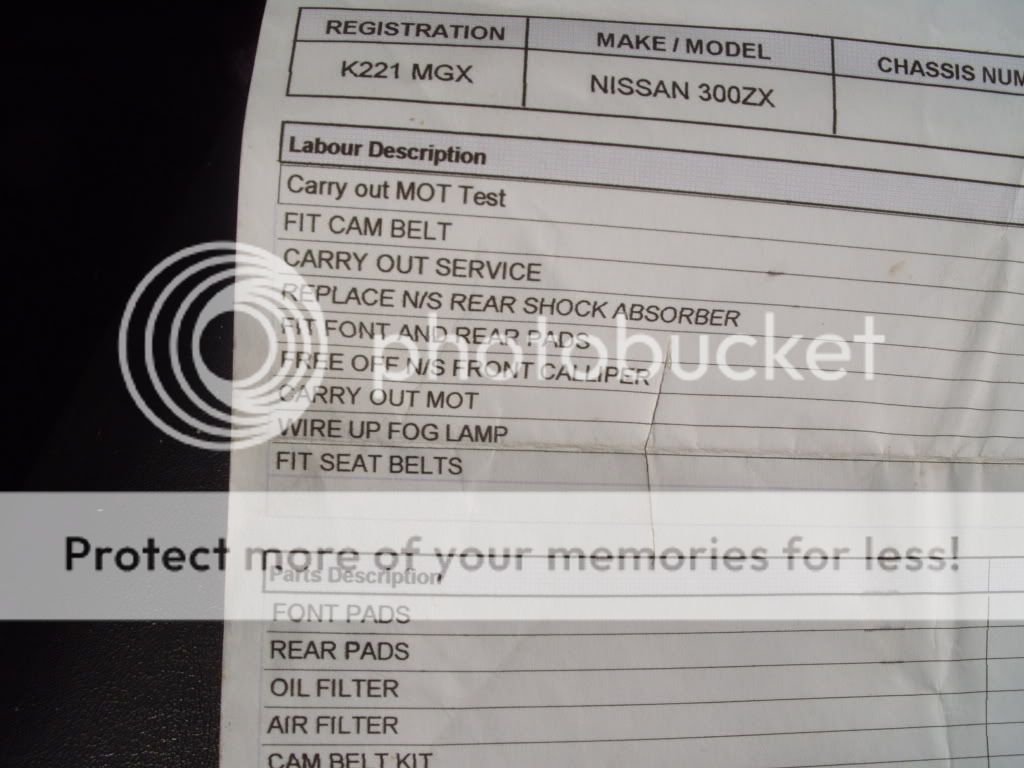 REGISTRATION MAKE / MODEL CHASSIS NUM
K221 MGX NISSAN 300ZX
Labour Description
Carry out MOT Test
FIT CAM BELT
CARRY OUT SERVICE
REPLACE N/S REAR SHOCK ABSORBER
FIT FONT AND REAR PADS
FREE OFF N/S FRONT CALLIPER
photobucket
CARRY OUT MOT
WIRE UP FOG LAMP
FIT SEAT BELTS
Protect more of your memories for less!
Parts Description
FONT PADS
REAR PADS
OIL FILTER
AIR FILTER
CAM BELT KIT